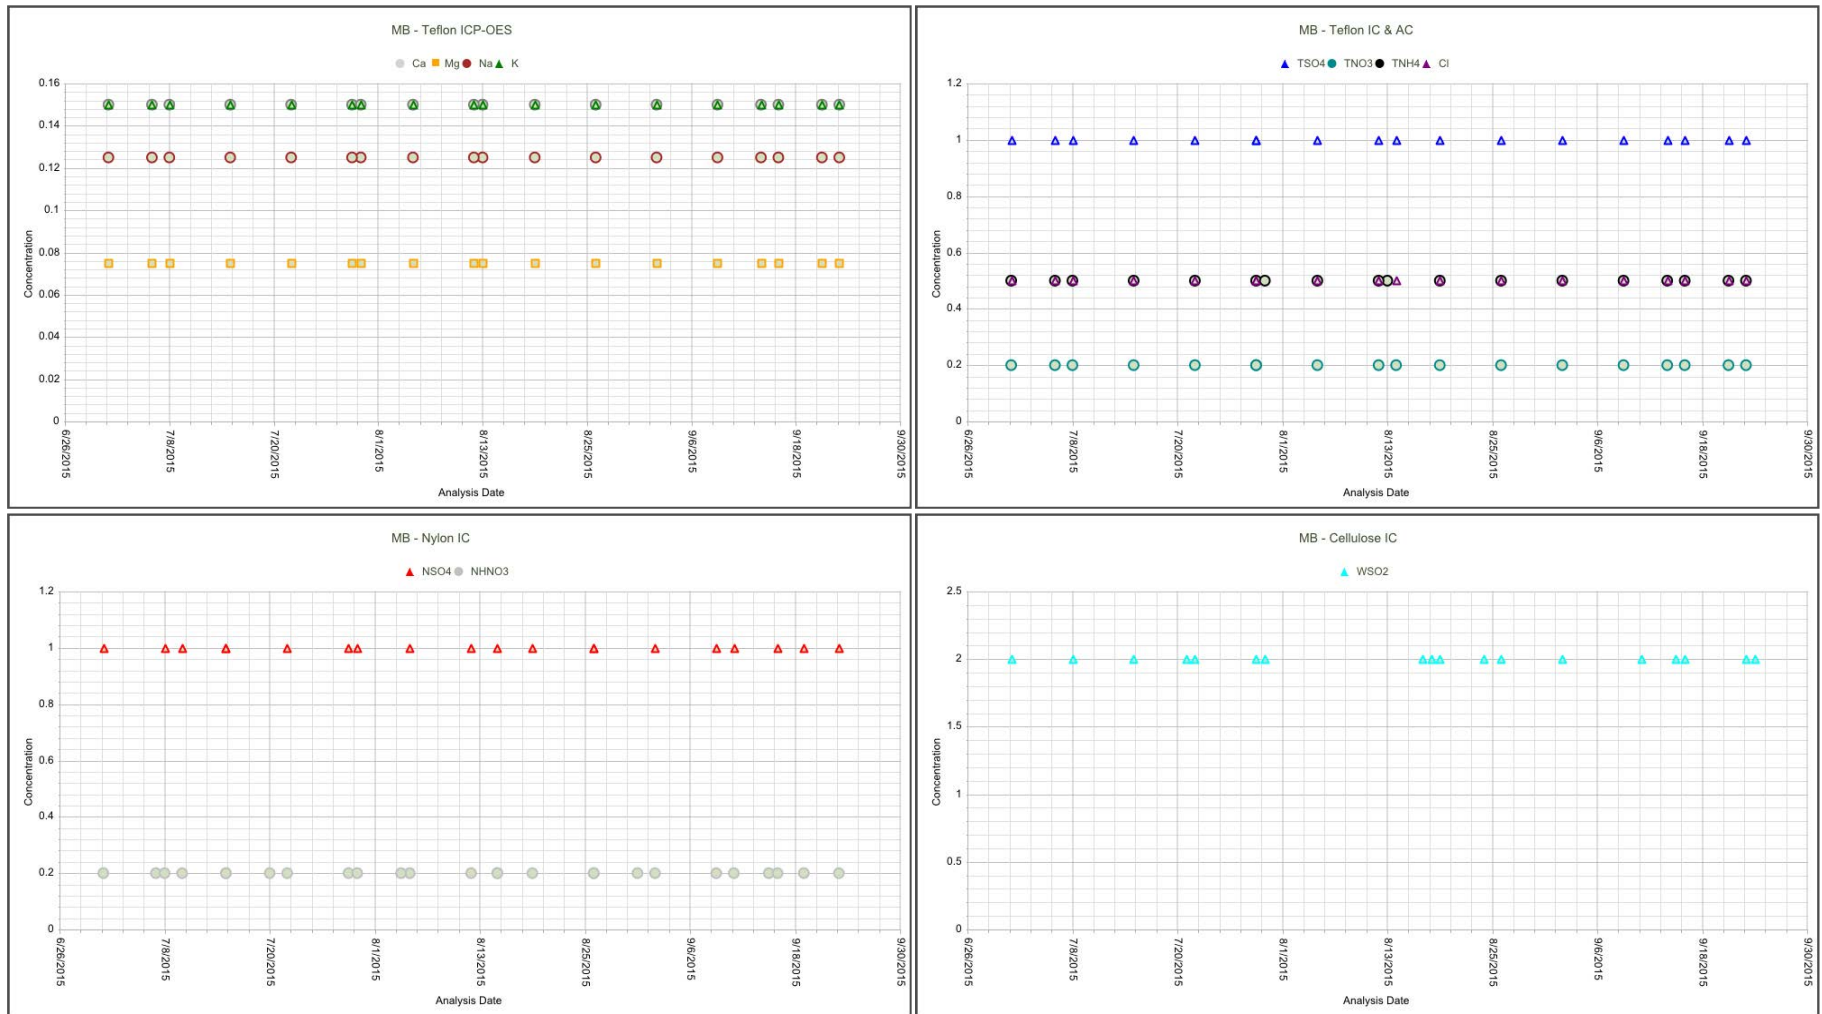 MB - Teflon ICP-OES
Ca Mg Na K
0.16
0.14
0.12
0.1
0.08
0.06
0.04
0.02
0
Concentration
6/26/2015 7/8/2015 7/20/2015 8/1/2015 8/13/2015 8/25/2015 9/6/2015 9/18/2015 9/30/2015
Analysis Date
MB - Teflon IC & AC
TSO4 TNO3 TNH4 Cl
1.2
1
0.8
0.6
0.4
0.2
0
Concentration
6/26/2015 7/8/2015 7/20/2015 8/1/2015 8/13/2015 8/25/2015 9/6/2015 9/18/2015 9/30/2015
Analysis Date
MB - Nylon IC
NSO4 NHNO3
1.2
1
0.8
0.6
0.4
0.2
0
Concentration
6/26/2015 7/8/2015 7/20/2015 8/1/2015 8/13/2015 8/25/2015 9/6/2015 9/18/2015 9/30/2015
Analysis Date
MB - Cellulose IC
WSO2
2.5
2
1.5
1
0.5
0
Concentration
6/26/2015 7/8/2015 7/20/2015 8/1/2015 8/13/2015 8/25/2015 9/6/2015 9/18/2015 9/30/2015
Analysis Date